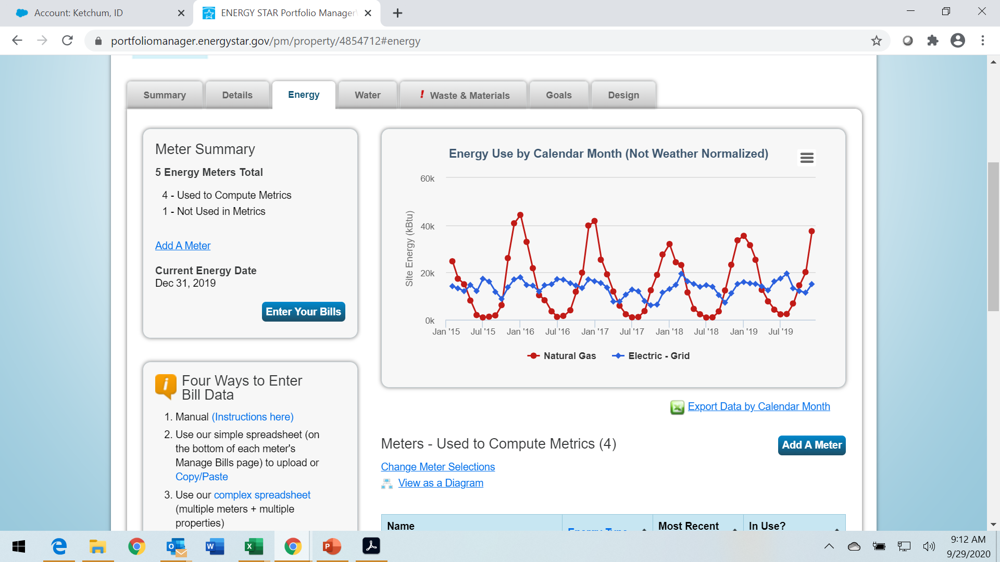 Account: Ketchum, ID
ENERGY STAR Portfolio Manager
portfoliomanager.energystar.gov/pm/property/4854712#energy
Summary
Details
Energy
Water
! Waste & Materials
Goals
Design
Meter Summary
5 Energy Meters Total
4 - Used to Compute Metrics
1 - Not Used in Metrics
Add A Meter
Current Energy Date
Dec 31, 2019
Enter Your Bills
Energy Use by Calendar Month (Not Weather Normalized)
Site Energy (kBtu)
60k
40k
20k
0k
Jan '15 Jul '15 Jan '16 Jul '16 Jan '17 Jul '17 Jan '18 Jul '18 Jan '19 Jul '19
Natural Gas Electric - Grid
i
Four Ways to Enter
Bill Data
1. Manual (Instructions here)
2. Use our simple spreadsheet (on
the bottom of each meter's
Manage Bills page) to upload or
Copy/Paste
3. Use our complex spreadsheet
(multiple meters + multiple
properties)
Export Data by Calendar Month
Meters - Used to Compute Metrics (4)
Add A Meter
Change Meter Selections
View as a Diagram
Name
Most Recent
In Use?
9:12 AM
9/29/2020